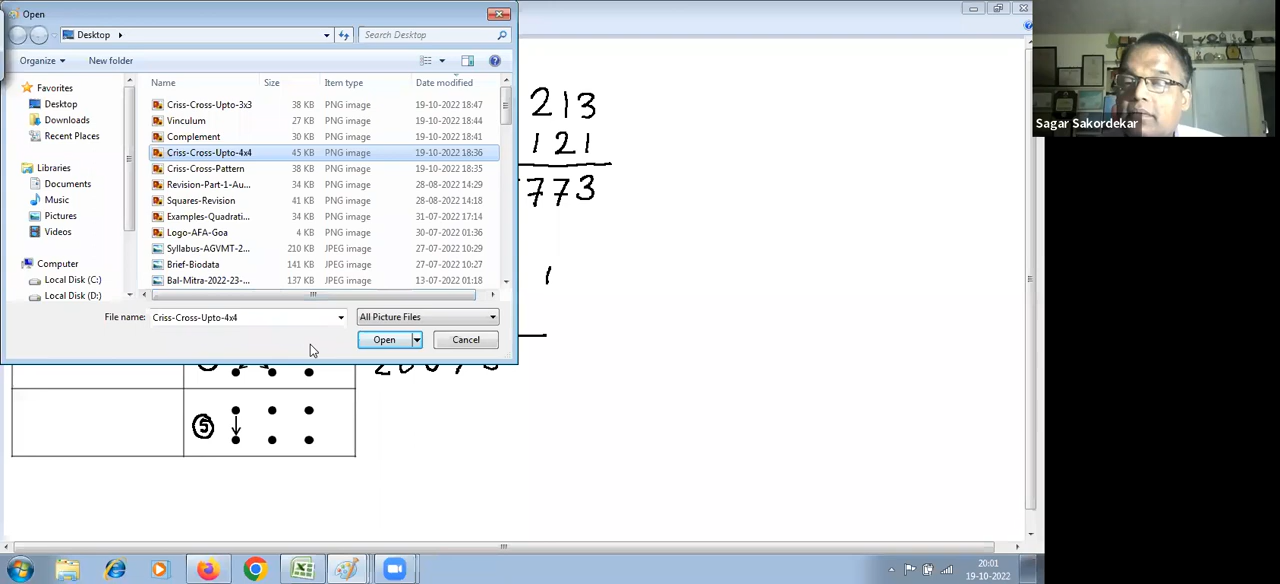 Open
Desktop
Search Desktop
Organize
New folder
Name Size Item type Date modified
Favorites
Desktop
Downloads
Recent Places
Libraries
Documents
Music
Pictures
Videos
Computer
Local Disk (C:)
Local Disk (D:)
Criss-Cross-Upto-3x3 38 KB PNG image 19-10-2022 18:47
Vinculum 27 KB PNG image 19-10-2022 18:44
Complement 30 KB PNG image 19-10-2022 18:41
Criss-Cross-Upto-4x4 45 KB PNG image 19-10-2022 18:36
Criss-Cross-Pattern 38 KB PNG image 19-10-2022 18:35
Revision-Part-1-Au... 34 KB PNG image 28-08-2022 14:29
Squares-Revision 41 KB PNG image 28-08-2022 14:18
Examples-Quadrati... 34 KB PNG image 31-07-2022 17:14
Logo-AFA-Goa 4 KB PNG image 30-07-2022 01:36
Syllabus-AGVMT-2... 210 KB JPEG image 27-07-2022 10:29
Brief-Biodata 141 KB JPEG image 27-07-2022 10:27
Bal-Mitra-2022-23-... 137 KB JPEG image 13-07-2022 01:18
File name: Criss-Cross-Upto-4x4
All Picture Files
Open
Cancel
213
121
773
1
5
Sagar Sakordekar
20:01
19-10-2022